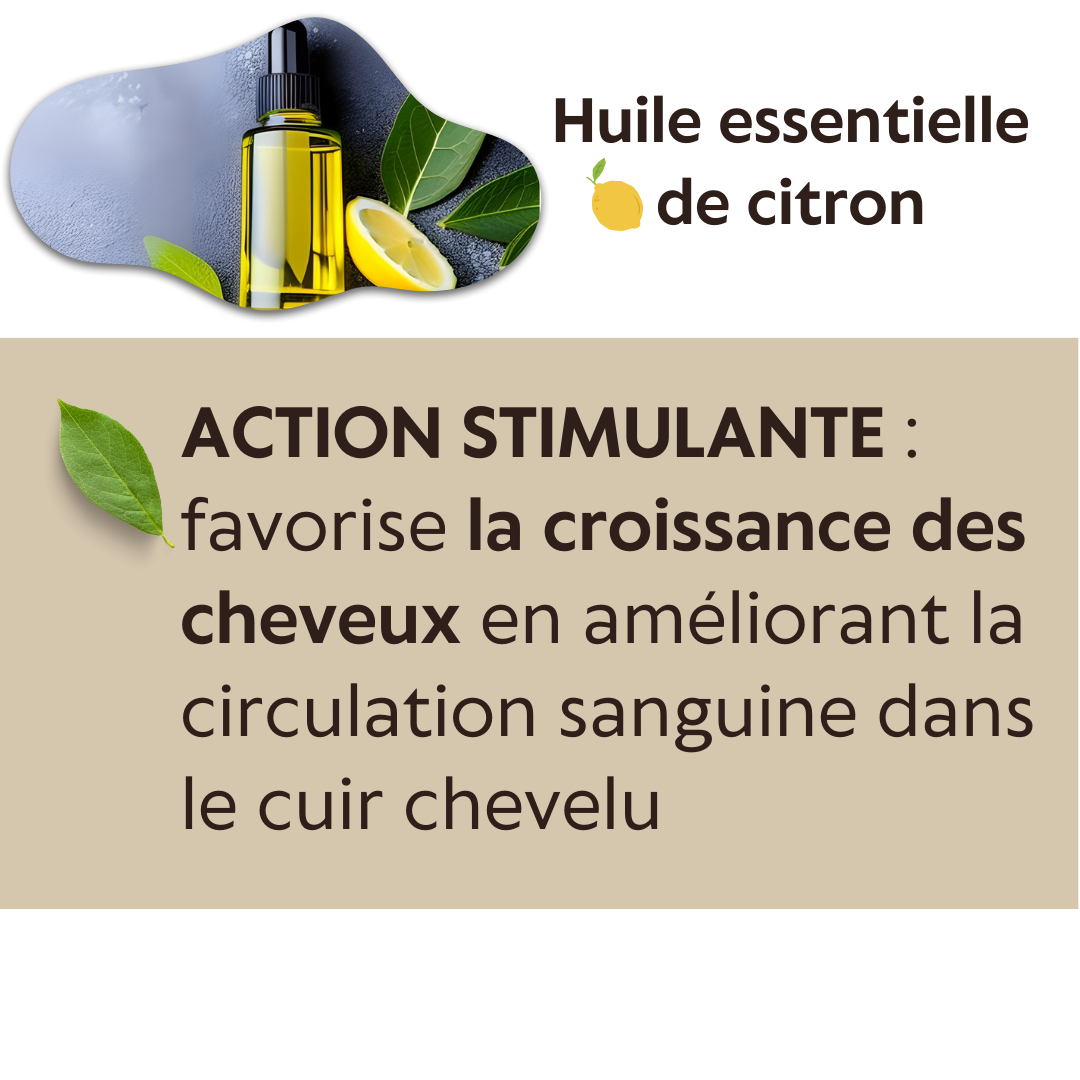 Huile essentielle
de citron
ACTION STIMULANTE :
favorise la croissance des
cheveux en améliorant la
circulation sanguine dans
le cuir chevelu